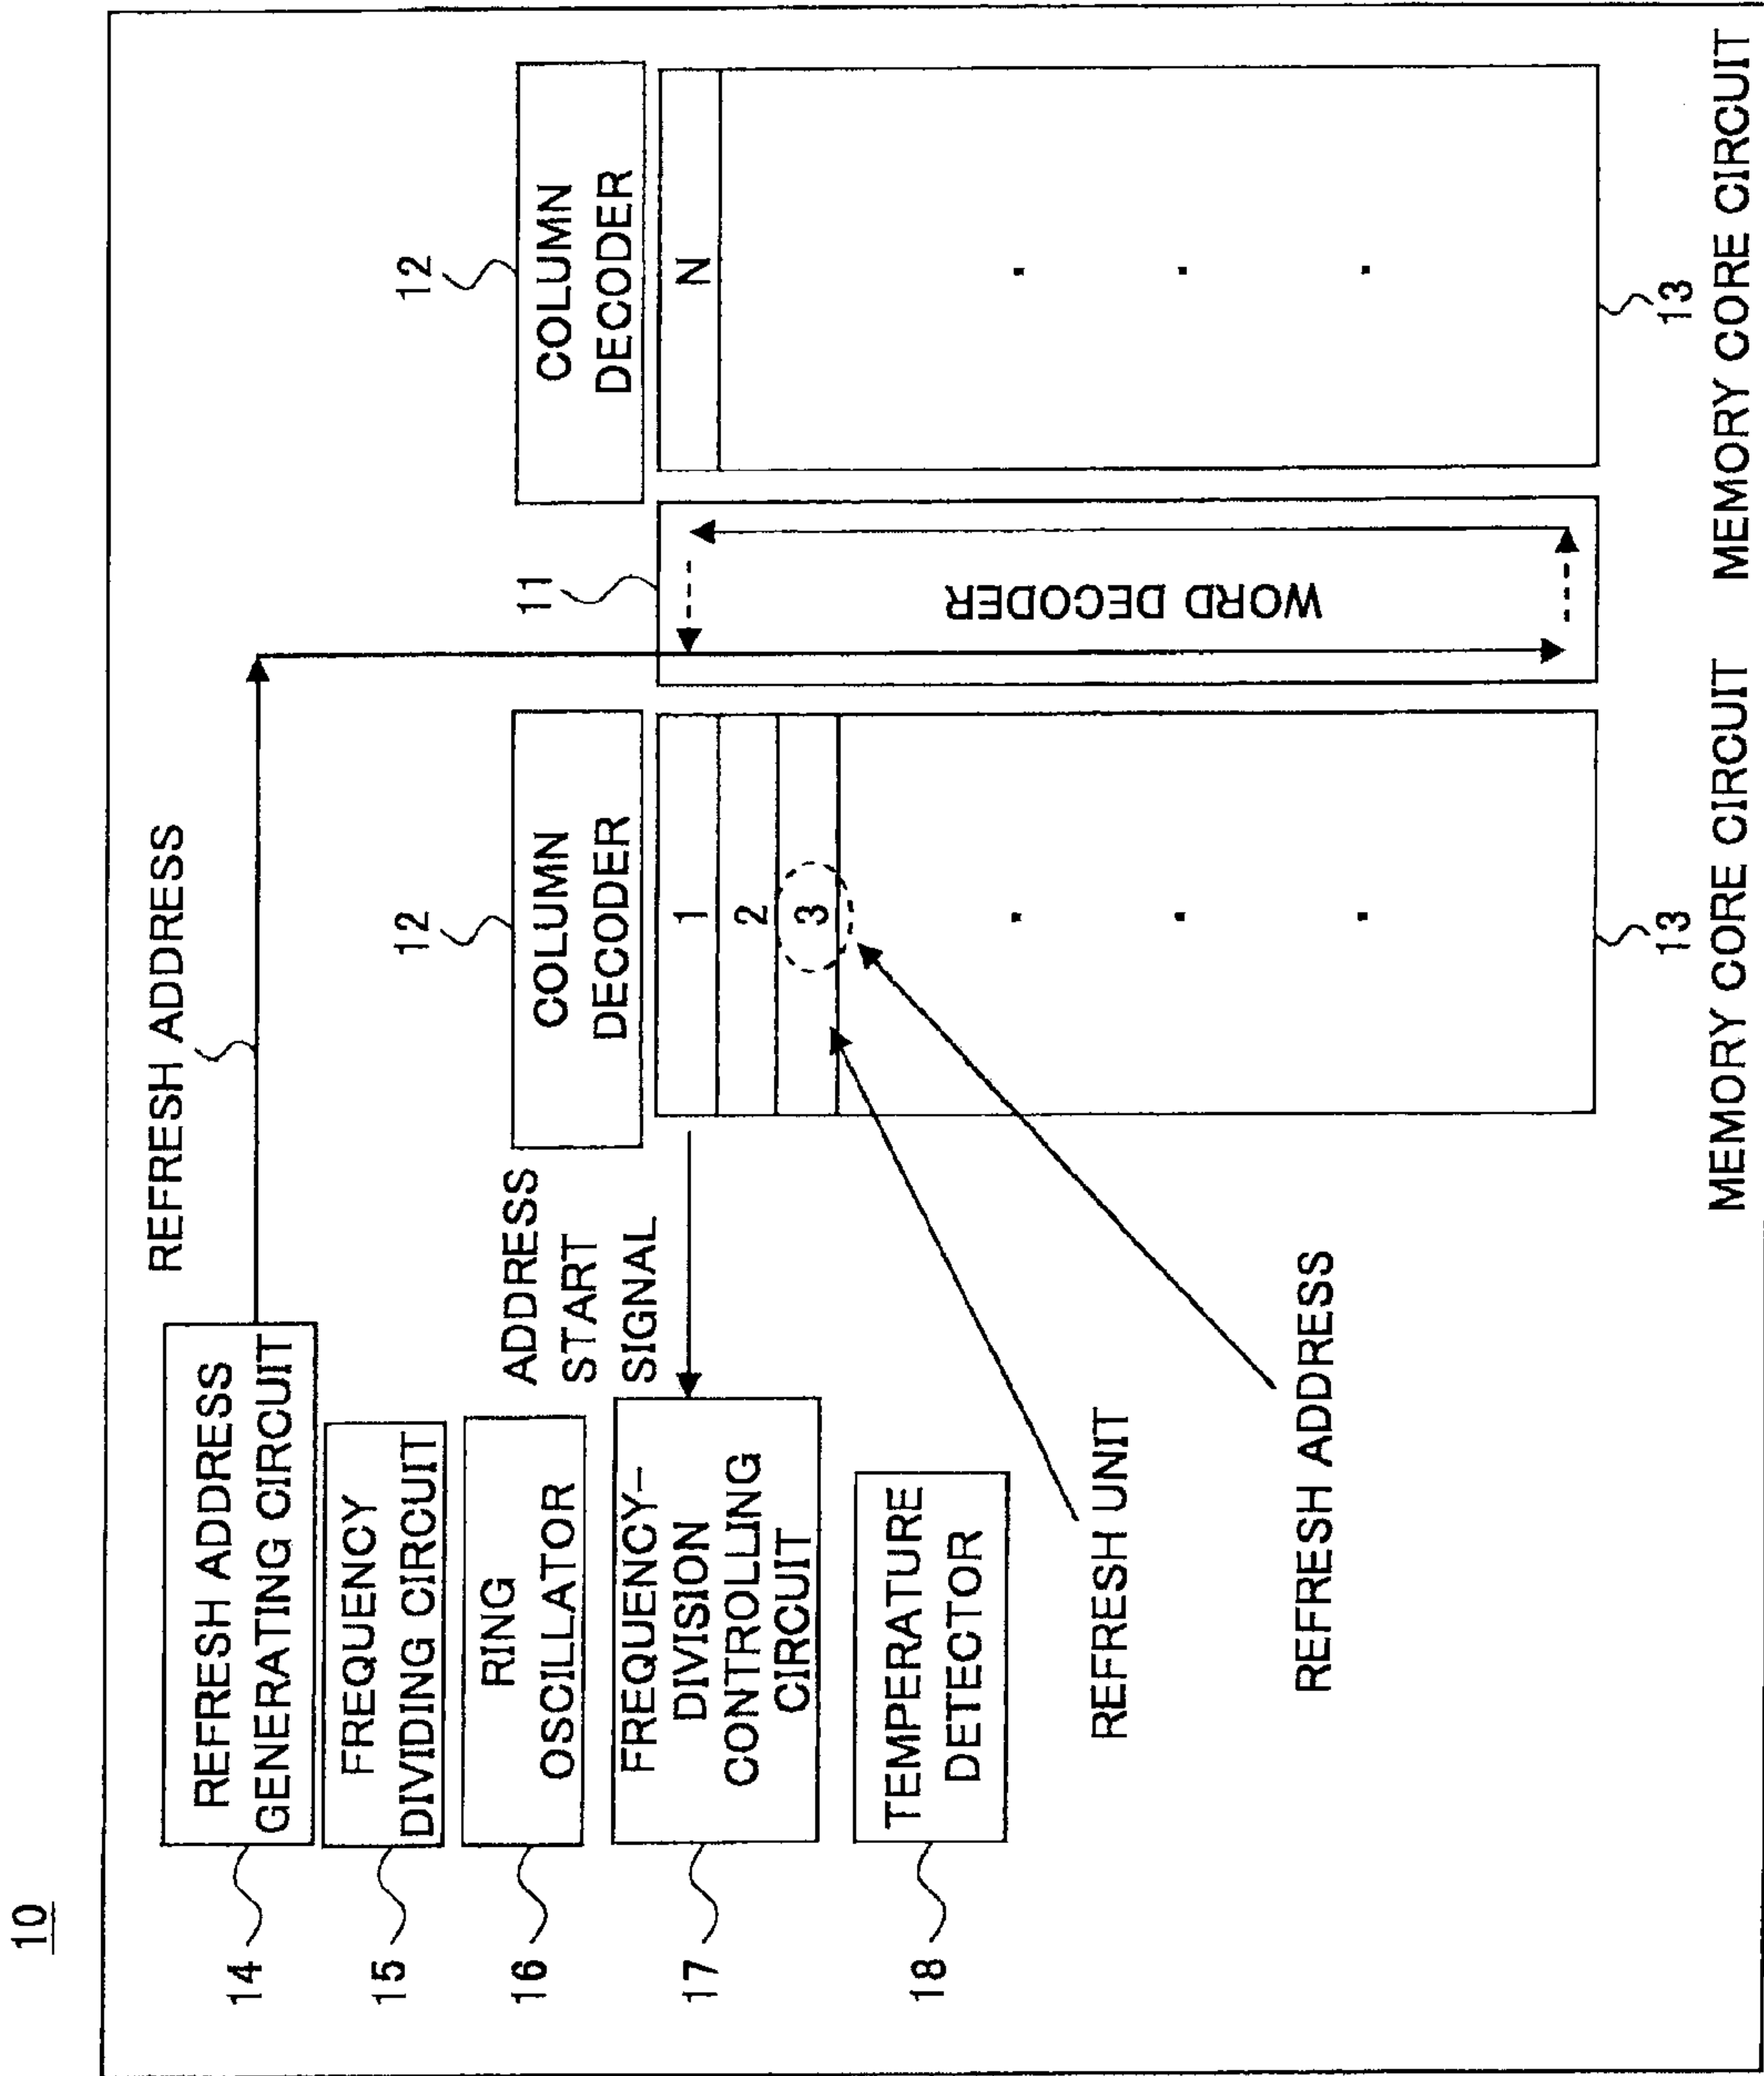 10
REFRESH ADDRESS
14
REFRESH ADDRESS
GENERATING CIRCUIT
15
FREQUENCY
DIVIDING CIRCUIT
16
RING
OSCILLATOR
17
FREQUENCY-
DIVISION
CONTROLLING
CIRCUIT
18
TEMPERATURE
DETECTOR
ADDRESS
START
SIGNAL
12
COLUMN
DECODER
1
2
3
13
MEMORY CORE CIRCUIT
11
WORD DECODER
12
COLUMN
DECODER
N
13
MEMORY CORE CIRCUIT
REFRESH UNIT
REFRESH ADDRESS